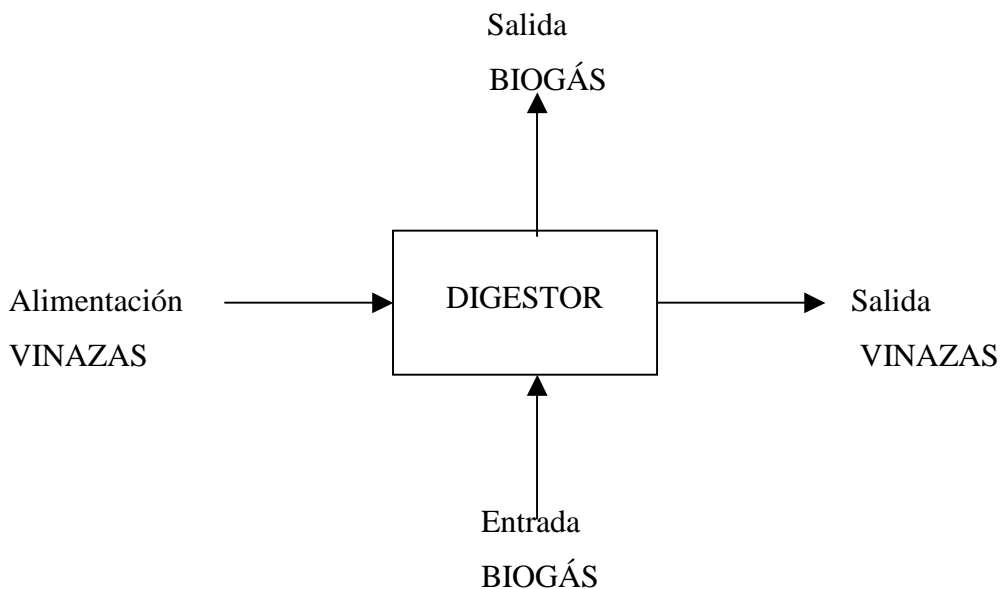 Salida
BIOGÁS
DIGESTOR
Alimentación
VINAZAS
Salida
VINAZAS
Entrada
BIOGÁS